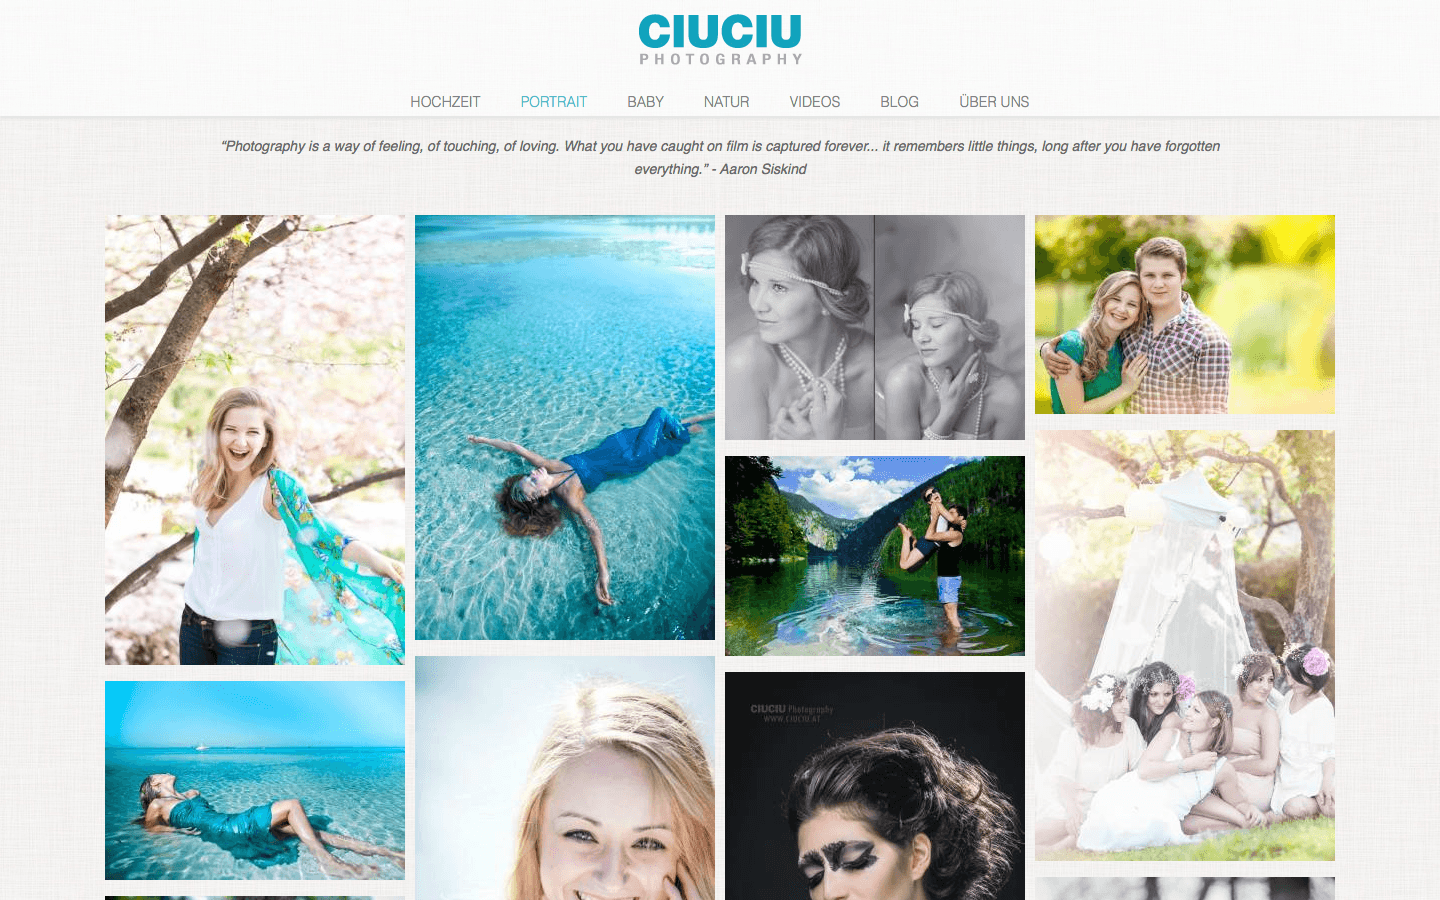 CIUCIU
PHOTOGRAPHY
HOCHZEIT PORTRAIT BABY NATUR VIDEOS BLOG ÜBER UNS
“Photography is a way of feeling, of touching, of loving. What you have caught on film is captured forever... it remembers little things, long after you have forgotten
everything.” - Aaron Siskind
CIUCIU Photography
WWW.CIUCIU.AT